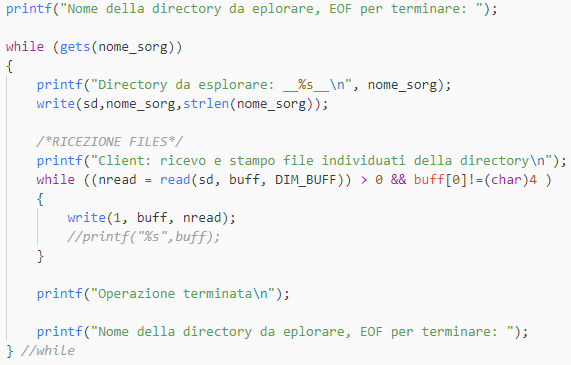 printf("Nome della directory da eplorare, EOF per terminare: ");
while (gets(nome_sorg))
{
printf("Directory da esplorare: __%s__\n", nome_sorg);
write(sd,nome_sorg,strlen(nome_sorg));
/*RICEZIONE FILES*/
printf("Client: ricevo e stampo file individuati della directory\n");
while ((nread = read(sd, buff, DIM_BUFF)) > 0 && buff[0]!=(char)4 )
{
write(1, buff, nread);
//printf("%s",buff);
}
printf("Operazione terminata\n");
printf("Nome della directory da eplorare, EOF per terminare: ");
} //while